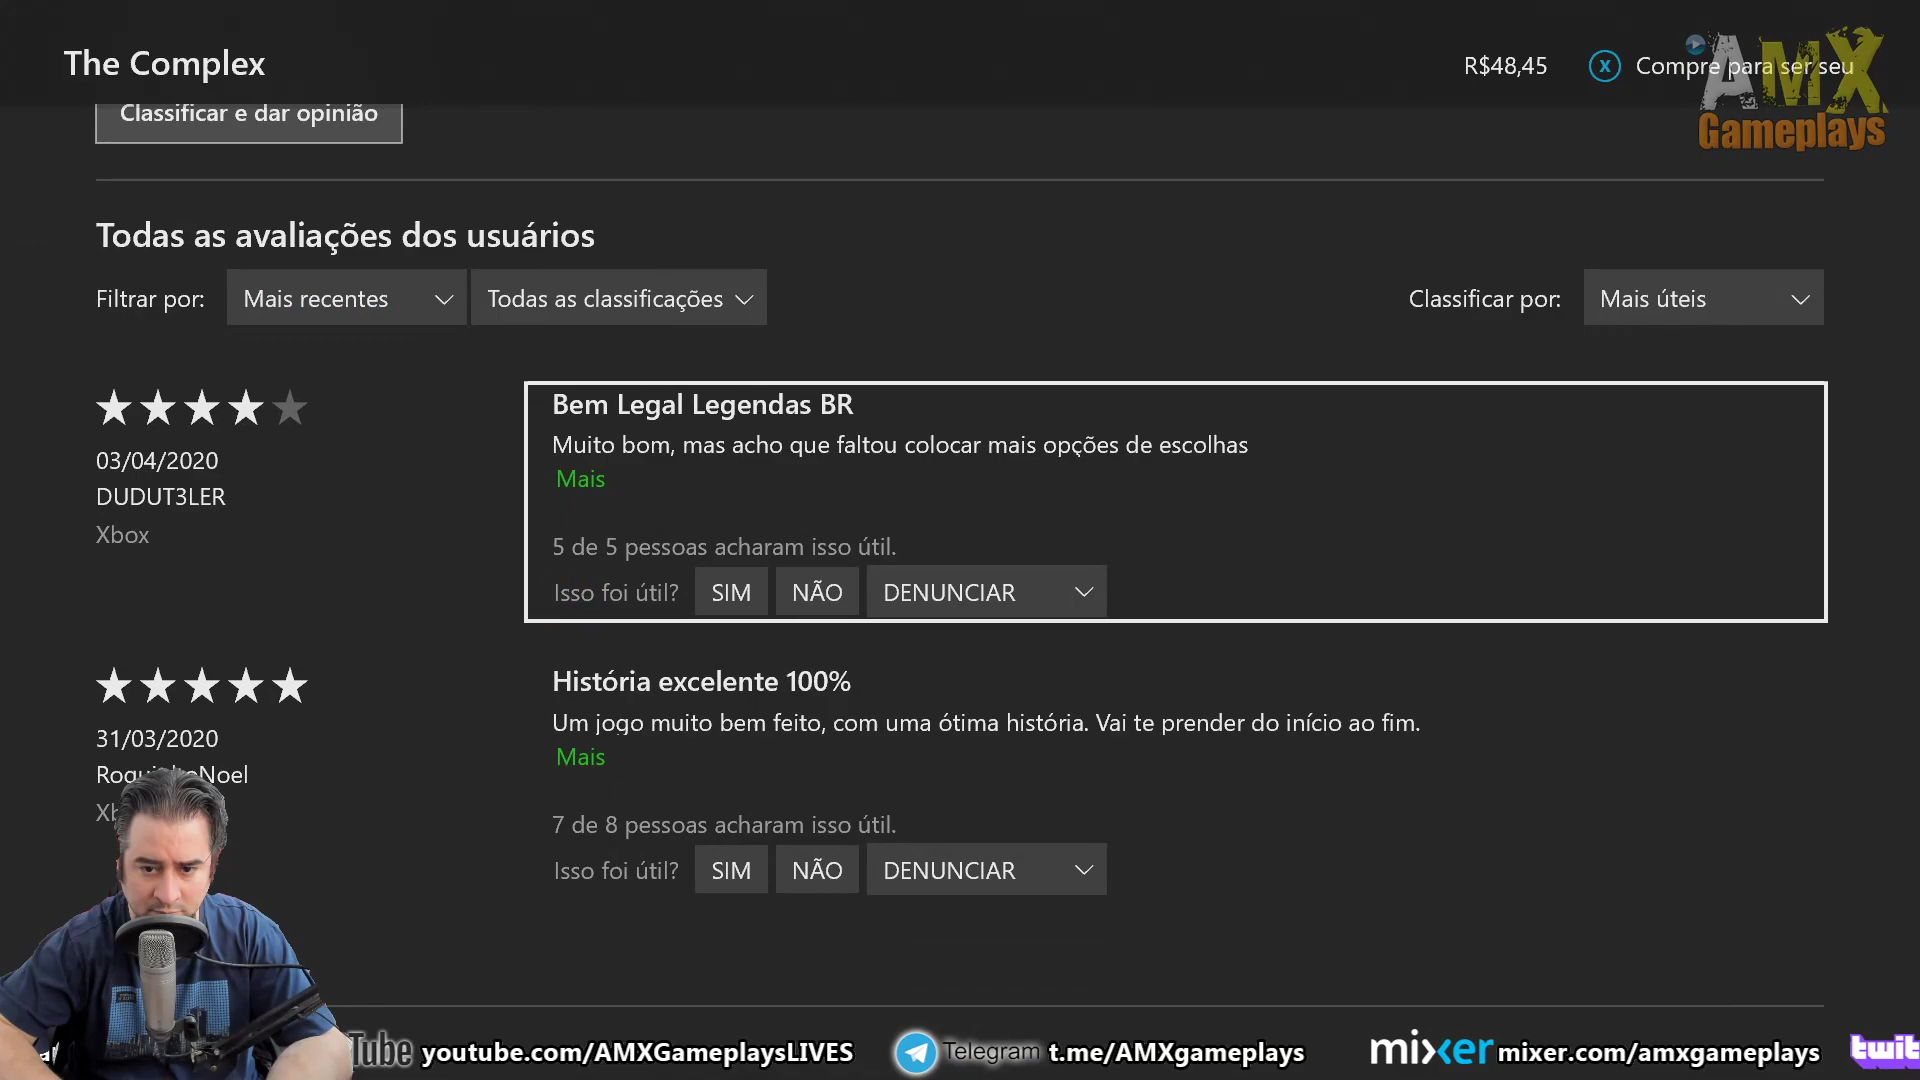 The Complex
R$48,45
X
Compre para ser seu
AMX
Gameplays
Classificar e dar opinião
Todas as avaliações dos usuários
Filtrar por:
Mais recentes
Todas as classificações
Classificar por:
Mais úteis
03/04/2020
DUDUT3LER
Xbox
Bem Legal Legendas BR
Muito bom, mas acho que faltou colocar mais opções de escolhas
Mais
5 de 5 pessoas acharam isso útil.
Isso foi útil?
SIM
NÃO
DENUNCIAR
31/03/2020
História excelente 100%
Um jogo muito bem feito, com uma ótima história. Vai te prender do início ao fim.
Mais
7 de 8 pessoas acharam isso útil.
Isso foi útil?
SIM
NÃO
DENUNCIAR
Tube youtube.com/AMXGameplaysLIVES
Telegram t.me/AMXgameplays
mixer mixer.com/amxgameplays
twit